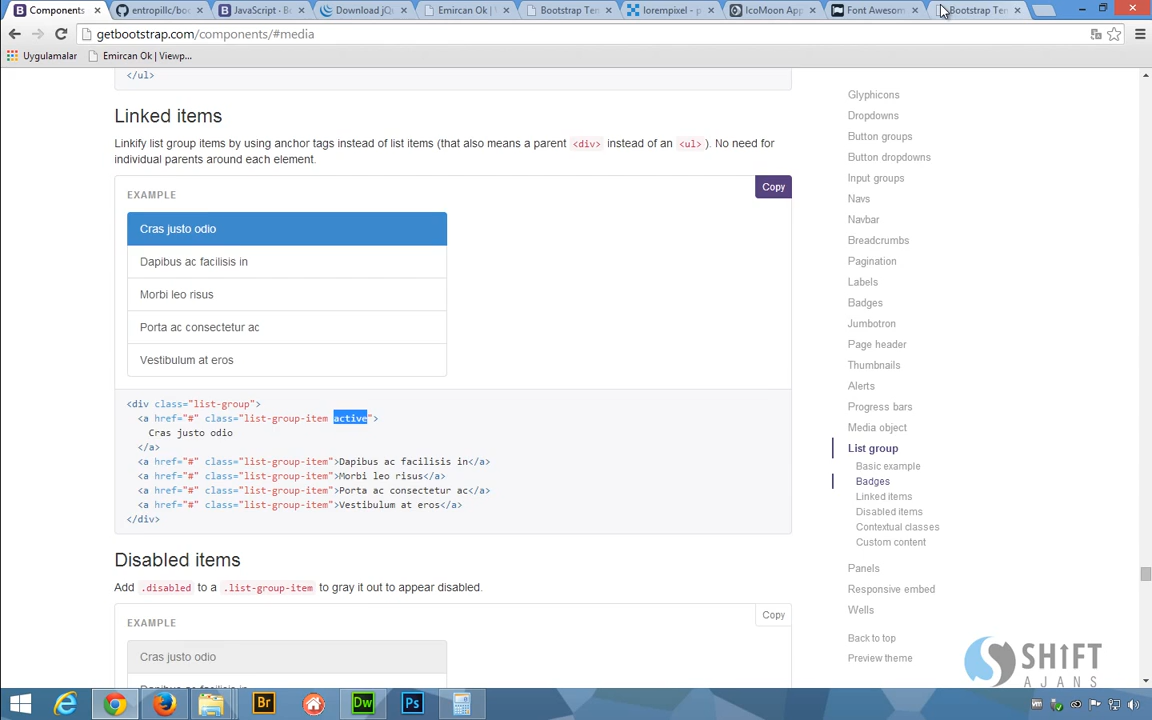 Components
entropillc/boo
JavaScript · Bo
Download jQ
Emircan Ok | V
Bootstrap Te
lorempixel - p
IcoMoon App
Font Awesom
Bootstrap Ter
getbootstrap.com/components/#media
Uygulamalar
Emircan Ok | Viewp...
</ul>
Linked items
Linkify list group items by using anchor tags instead of list items (that also means a parent <div> instead of an <ul> ). No need for
individual parents around each element.
EXAMPLE
Copy
Cras justo odio
Dapibus ac facilisis in
Morbi leo risus
Porta ac consectetur ac
Vestibulum at eros
<div class="list-group">
<a href="#" class="list-group-item active">
Cras justo odio
</a>
<a href="#" class="list-group-item">Dapibus ac facilisis in</a>
<a href="#" class="list-group-item">Morbi leo risus</a>
<a href="#" class="list-group-item">Porta ac consectetur ac</a>
<a href="#" class="list-group-item">Vestibulum at eros</a>
</div>
Disabled items
Add .disabled to a .list-group-item to gray it out to appear disabled.
EXAMPLE
Copy
Cras justo odio
Glyphicons
Dropdowns
Button groups
Button dropdowns
Input groups
Navs
Navbar
Breadcrumbs
Pagination
Labels
Badges
Jumbotron
Page header
Thumbnails
Alerts
Progress bars
Media object
List group
Basic example
Badges
Linked items
Disabled items
Contextual classes
Custom content
Panels
Responsive embed
Wells
Back to top
Preview theme
SHIFT
AJANS
Br
Dw
Ps